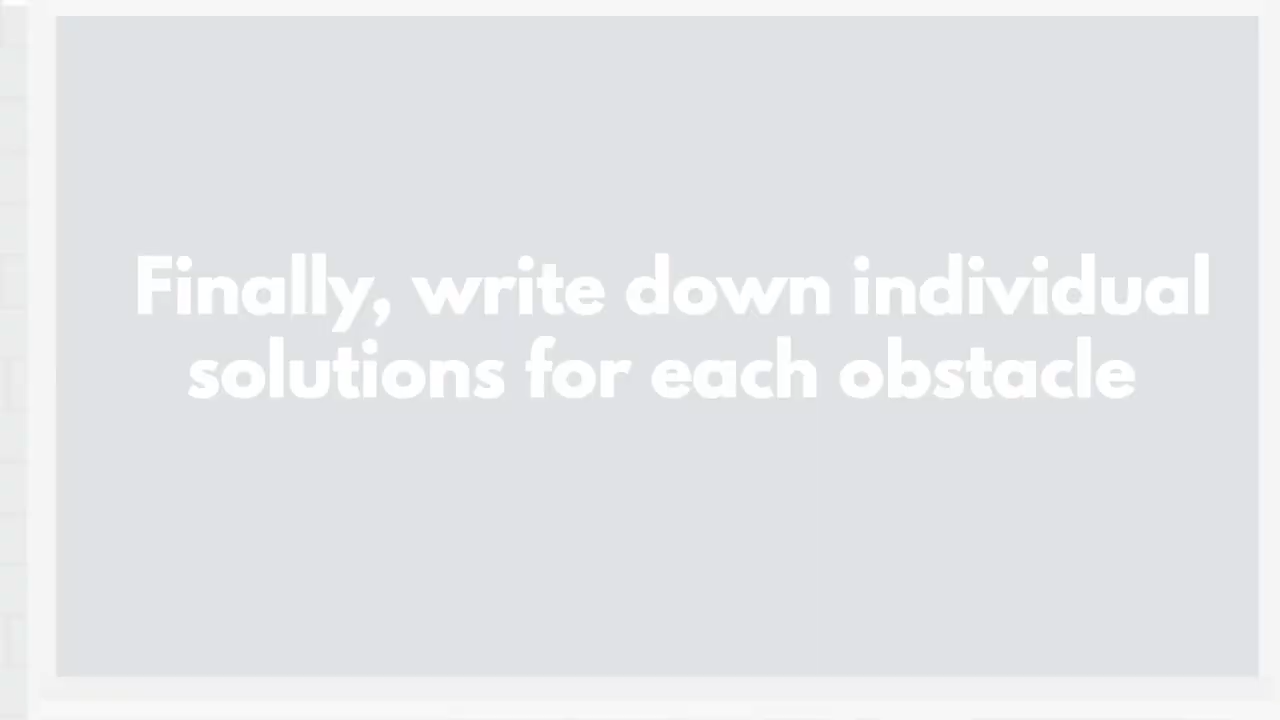 Finally, write down individual
solutions for each obstacle